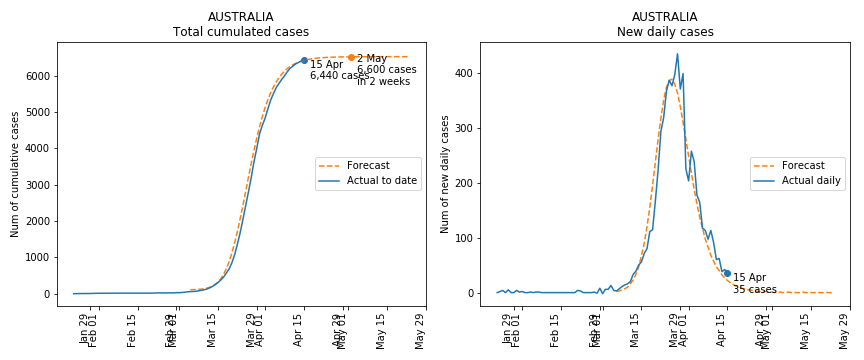 AUSTRALIA
Total cumulated cases
Num of cumulative cases
6000
5000
4000
3000
2000
1000
0
15 Apr
6,440 cases
2 May
6,600 cases
in 2 weeks
Forecast
Actual to date
Jan 29
Feb 01
Feb 15
Feb 29
Mar 01
Mar 15
Mar 29
Apr 01
Apr 15
Apr 29
May 01
May 15
May 29
AUSTRALIA
New daily cases
Num of new daily cases
400
300
200
100
0
Forecast
Actual daily
15 Apr
35 cases
Jan 29
Feb 01
Feb 15
Feb 29
Mar 01
Mar 15
Mar 29
Apr 01
Apr 15
Apr 29
May 01
May 15
May 29